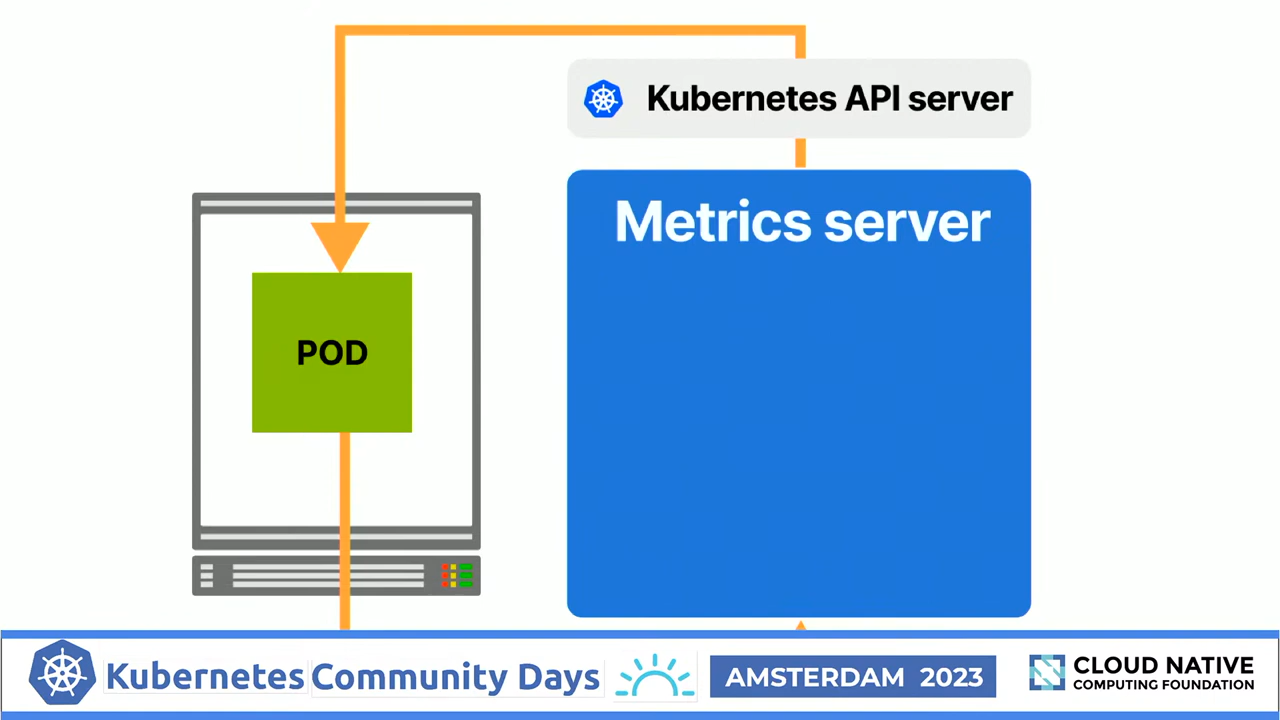 Kubernetes API server
Metrics server
POD
Kubernetes Community Days
AMSTERDAM 2023
CLOUD NATIVE
COMPUTING FOUNDATION